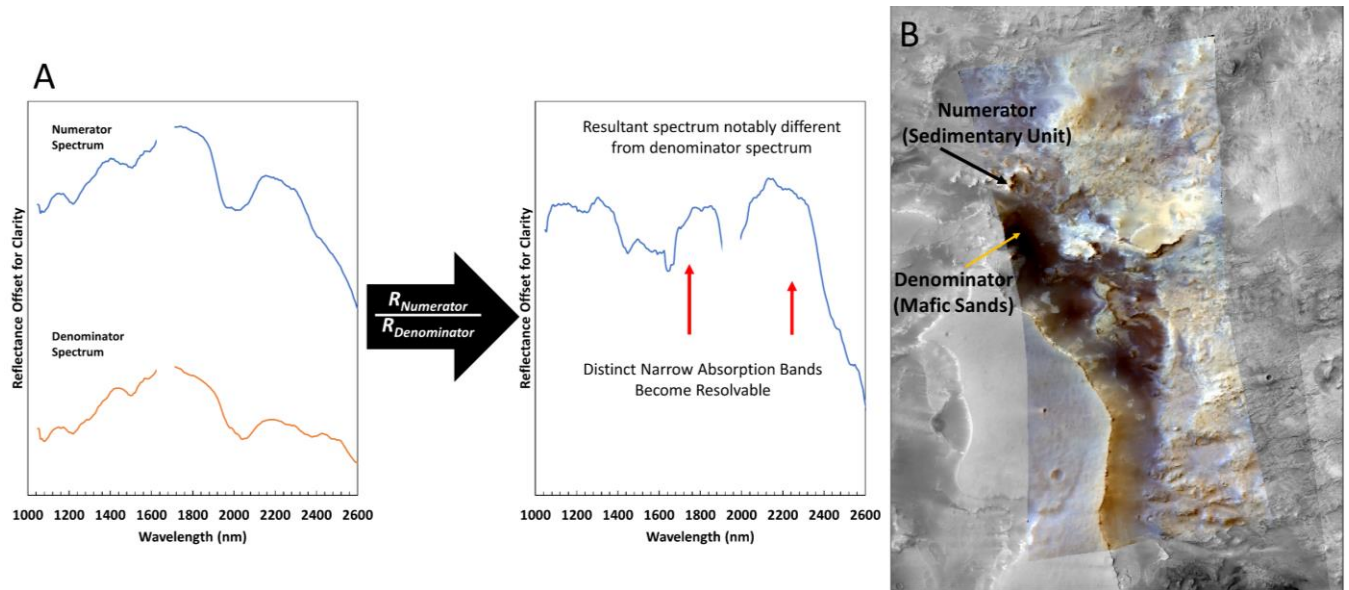 A
Numerator
Spectrum
Denominator
Spectrum
Reflectance Offset for Clarity
1000 1200 1400 1600 1800 2000 2200 2400 2600
Wavelength (nm)
R Numerator
R Denominator
Resultant spectrum notably different
from denominator spectrum
Distinct Narrow Absorption Bands
Become Resolvable
Reflectance Offset for Clarity
1000 1200 1400 1600 1800 2000 2200 2400 2600
Wavelength (nm)
B
Numerator
(Sedimentary Unit)
Denominator
(Mafic Sands)